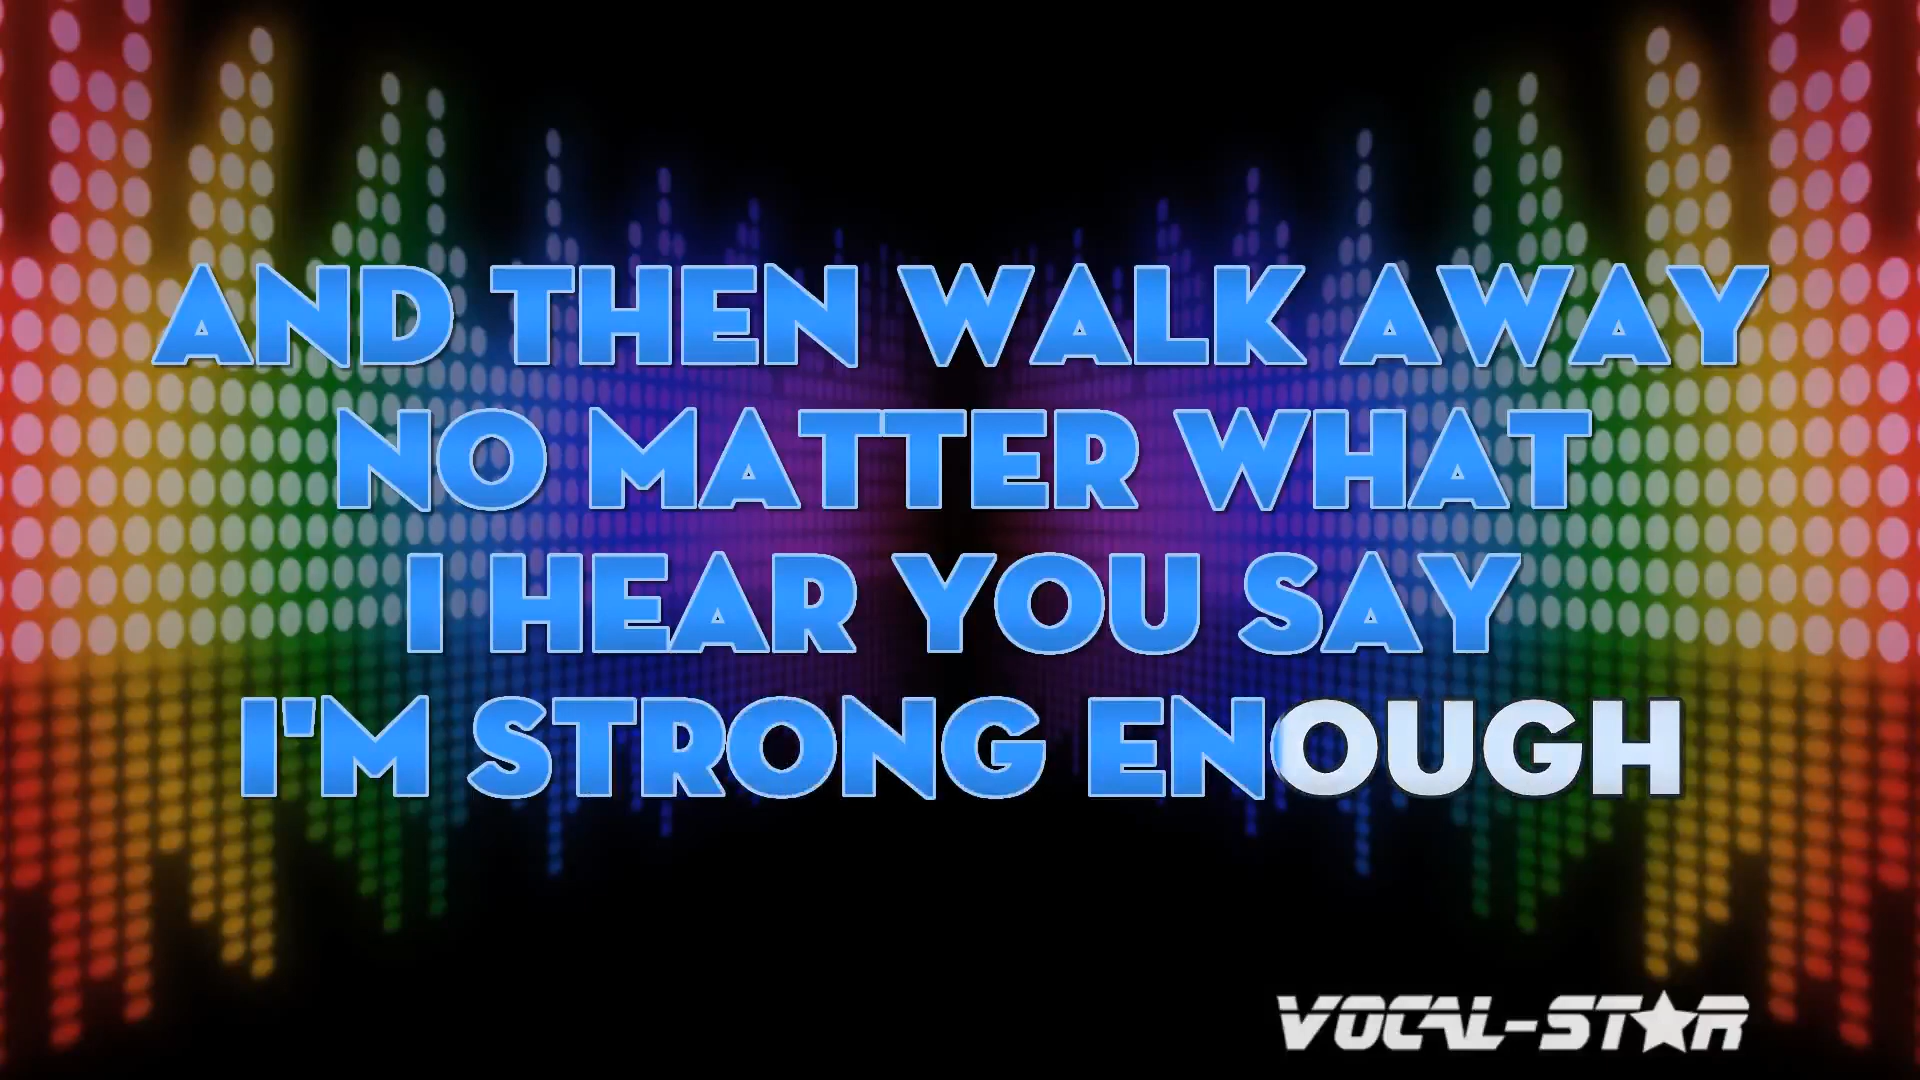 AND THEN WALK AWAY
NO MATTER WHAT
I HEAR YOU SAY
I'M STRONG ENOUGH
VOCAL-STAR